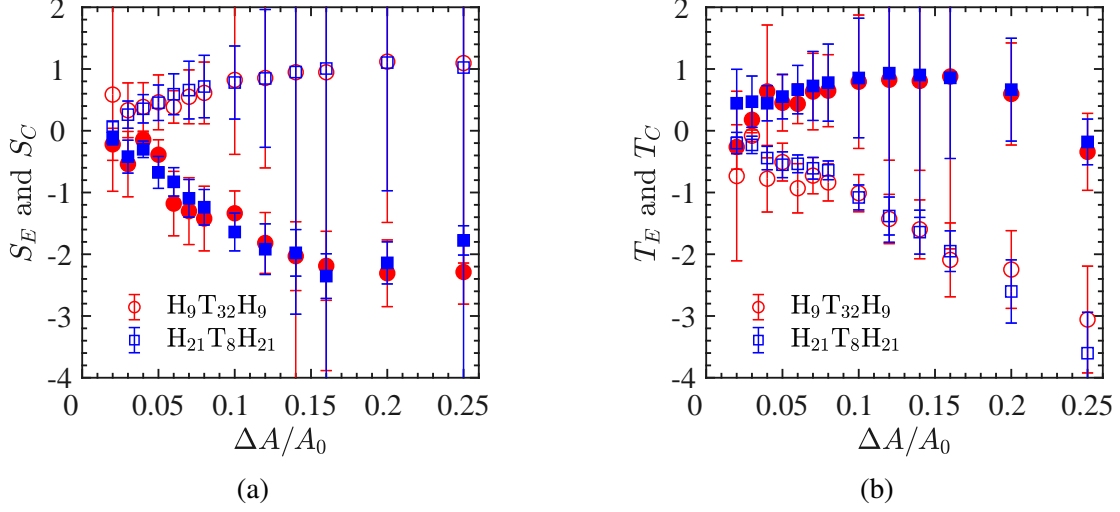 2
1
0
-1
-2
-3
-4
S_E and S_C
H₉T₃₂H₉
H₂₁T₈H₂₁
0 0.05 0.1 0.15 0.2 0.25
ΔA/A₀
(a)
2
1
0
-1
-2
-3
-4
T_E and T_C
H₉T₃₂H₉
H₂₁T₈H₂₁
0 0.05 0.1 0.15 0.2 0.25
ΔA/A₀
(b)